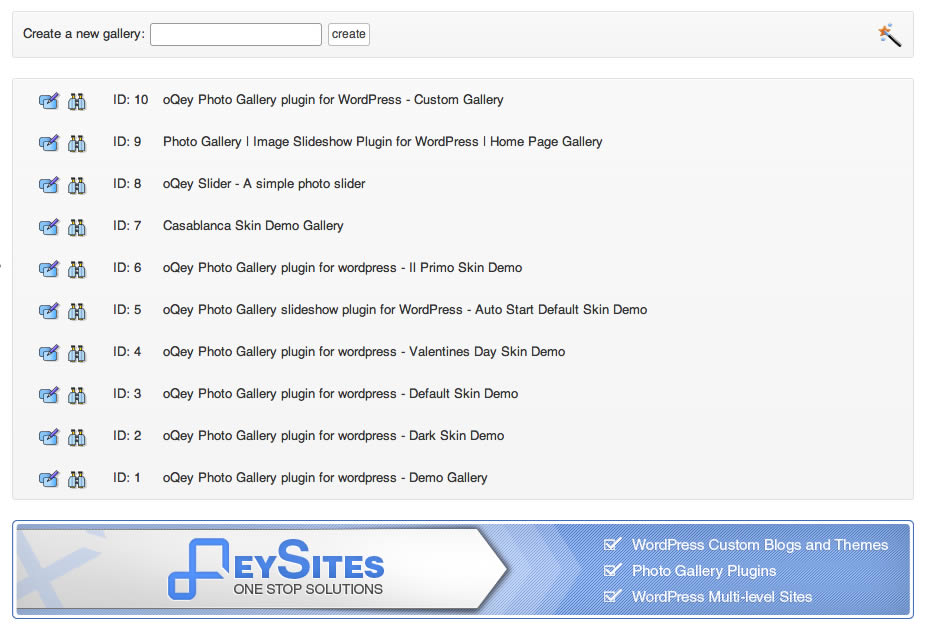 Create a new gallery: create
ID: 10 oQey Photo Gallery plugin for WordPress - Custom Gallery
ID: 9 Photo Gallery | Image Slideshow Plugin for WordPress | Home Page Gallery
ID: 8 oQey Slider - A simple photo slider
ID: 7 Casablanca Skin Demo Gallery
ID: 6 oQey Photo Gallery plugin for wordpress - Il Primo Skin Demo
ID: 5 oQey Photo Gallery slideshow plugin for WordPress - Auto Start Default Skin Demo
ID: 4 oQey Photo Gallery plugin for wordpress - Valentines Day Skin Demo
ID: 3 oQey Photo Gallery plugin for wordpress - Default Skin Demo
ID: 2 oQey Photo Gallery plugin for wordpress - Dark Skin Demo
ID: 1 oQey Photo Gallery plugin for wordpress - Demo Gallery
EYSITES
ONE STOP SOLUTIONS
WordPress Custom Blogs and Themes
Photo Gallery Plugins
WordPress Multi-level Sites